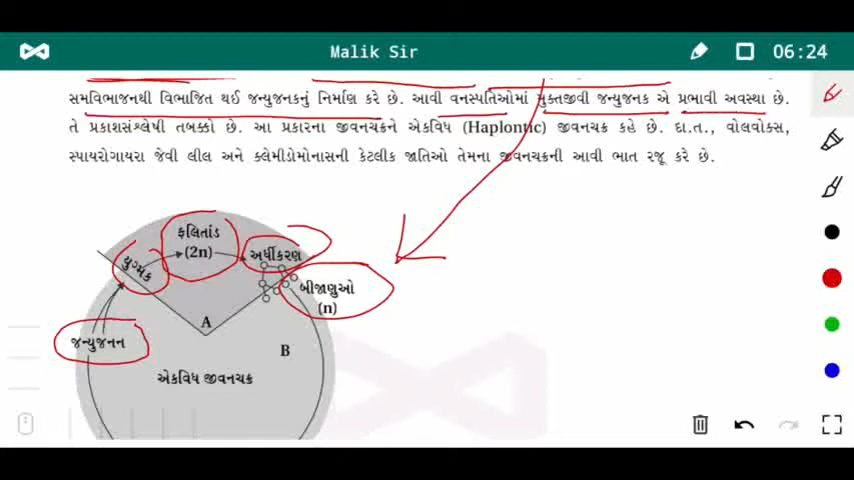 Malik Sir
06:24
સમવિભાજનથી વિભાજિત થઈ જન્યુજનકનું નિર્માણ કરે છે. આવી વનસ્પતિઓમાં મુક્તજીવી જન્યુજનક એ પ્રભાવી અવસ્થા છે.
તે પ્રકાશસંશ્લેષી તબક્કો છે. આ પ્રકારના જીવનચક્રને એકવિધ (Haplontic) જીવનચક્ર કહે છે. દા.ત., વોલવોક્સ,
સ્પાયરોગાયરા જેવી લીલ અને ક્લેમીડોમોનાસની કેટલીક જાતિઓ તેમના જીવનચક્રની આવી ભાત રજૂ કરે છે.
ફલિતાંડ
(2n)
યુગ્મક
અર્ધીકરણ
બીજાણુઓ
(n)
A
જન્યુજનન
B
એકવિધ જીવનચક્ર